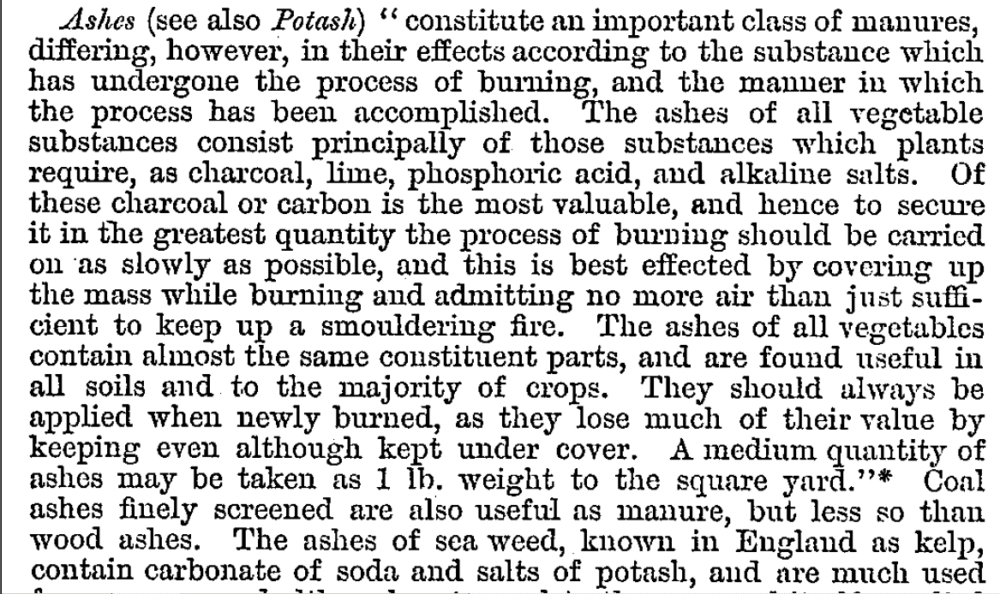 Ashes (see also Potash) “ constitute an important class of manures,
differing, however, in their effects according to the substance which
has undergone the process of burning, and the manner in which
the process has been accomplished. The ashes of all vegetable
substances consist principally of those substances which plants
require, as charcoal, lime, phosphoric acid, and alkaline salts. Of
these charcoal or carbon is the most valuable, and hence to secure
it in the greatest quantity the process of burning should be carried
on as slowly as possible, and this is best effected by covering up
the mass while burning and admitting no more air than just suffi-
cient to keep up a smouldering fire. The ashes of all vegetables
contain almost the same constituent parts, and are found useful in
all soils and to the majority of crops. They should always be
applied when newly burned, as they lose much of their value by
keeping even although kept under cover. A medium quantity of
ashes may be taken as 1 lb. weight to the square yard.”* Coal
ashes finely screened are also useful as manure, but less so than
wood ashes. The ashes of sea weed, known in England as kelp,
contain carbonate of soda and salts of potash, and are much used